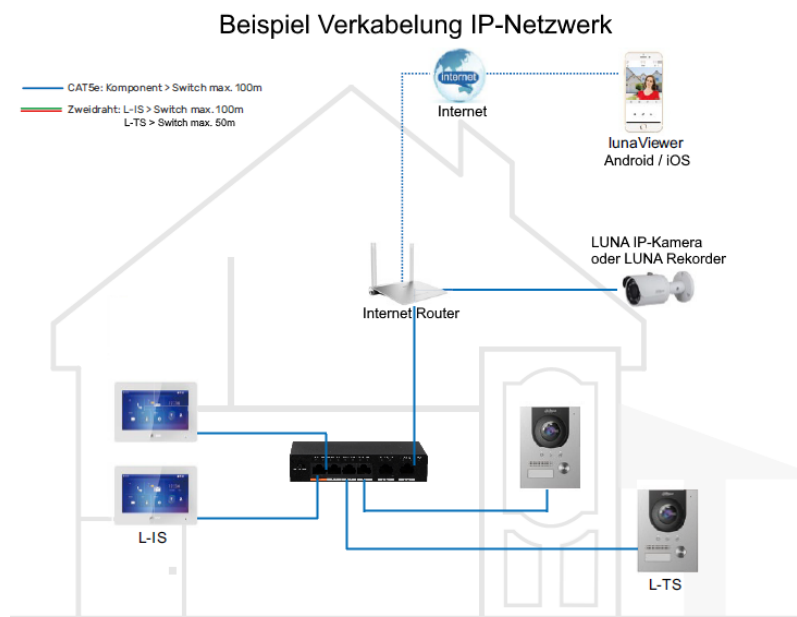 Beispiel Verkabelung IP-Netzwerk
CAT5e: Komponent > Switch max. 100m
Zweidraht: L-IS > Switch max. 100m
L-TS > Switch max. 50m
Internet
Internet
lunaViewer
Android / iOS
LUNA IP-Kamera
oder LUNA Rekorder
Internet Router
L-IS
alhua
L-TS